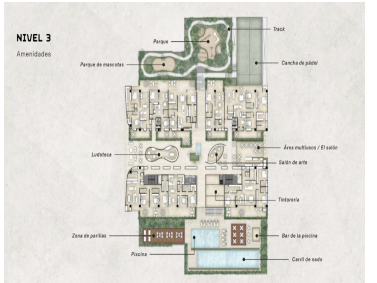 NIVEL 3
Amenidades
Track
Parque
Parque de mascotas
Cancha de pádel
Ludoteca
Área multiusos / El salón
Salón de arte
Tintorería
Zona de parillas
Bar de la piscina
Piscina
Carril de nado